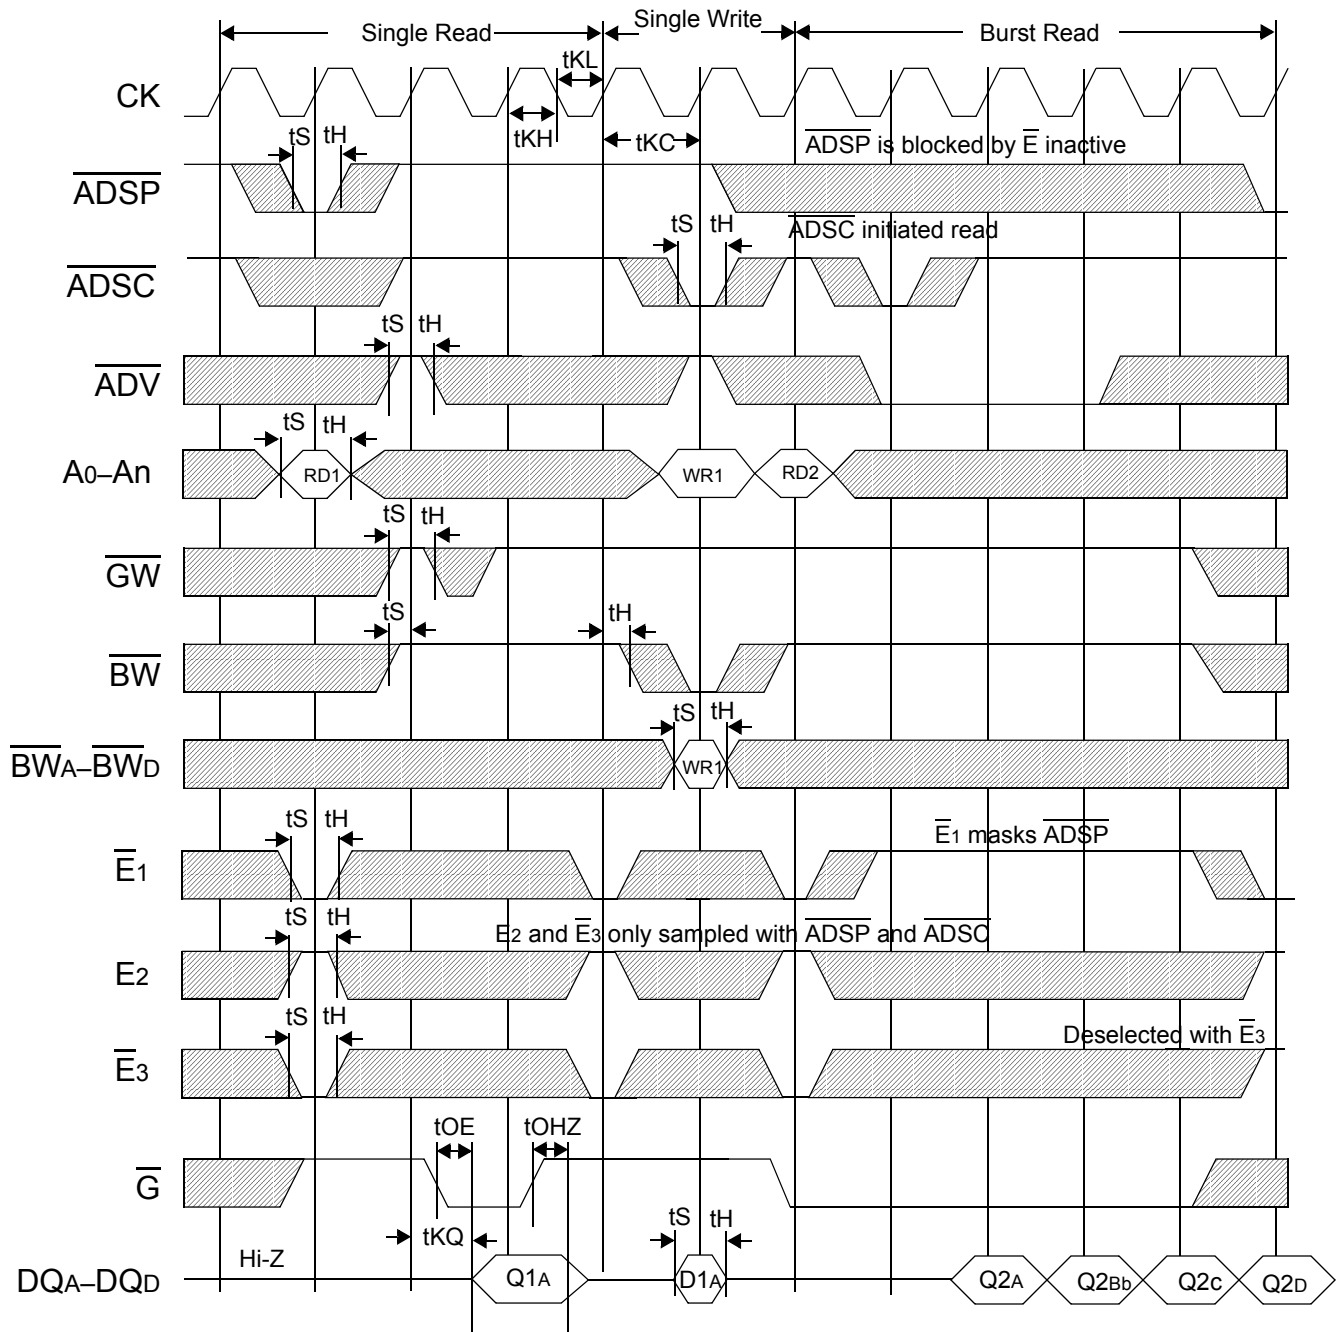 Single Read
Single Write
Burst Read
tKL
CK
tKH
tKC
tS tH
ADSP is blocked by E inactive
ADSP
tS tH
ADSC initiated read
ADSC
tS tH
ADV
tS tH
A0–An
RD1
WR1
RD2
tS tH
GW
tS
tH
BW
tS tH
BWA–BWD
WR1
tS tH
E1 masks ADSP
E1
tS tH
E2 and E3 only sampled with ADSP and ADSC
E2
tS tH
Deselected with E3
E3
tOE
tOHZ
G
tKQ
tS tH
Hi-Z
DQA–DQD
Q1A
D1A
Q2A
Q2Bb
Q2c
Q2D